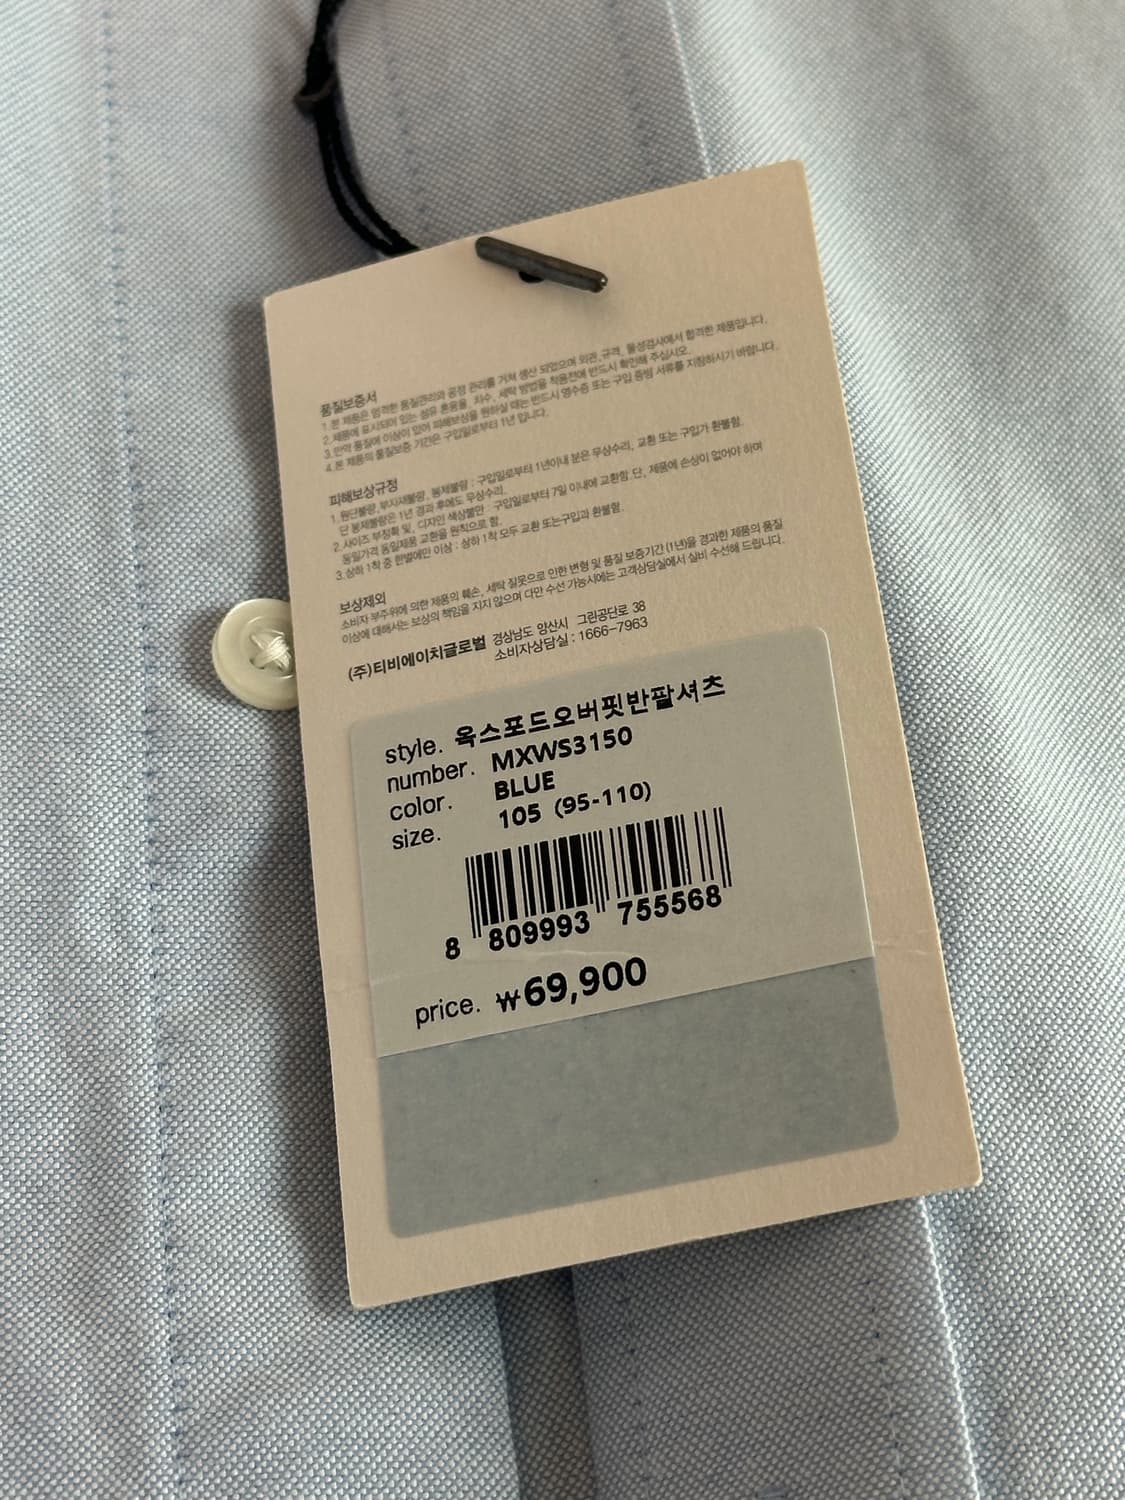 품질보증서
1. 본 제품은 엄격한 품질관리와 공정 관리를 거쳐 생산 되었으며 외관, 규격, 물성검사에서 합격한 제품입니다.
2. 제품에 표시되어 있는 섬유 혼용율, 치수, 세탁 방법을 착용전에 반드시 확인해 주십시오.
3. 만약 품질에 이상이 있어 피해보상을 원하실 때는 반드시 영수증 또는 구입 증빙 서류를 지참하시기 바랍니다.
4. 본 제품의 품질보증 기간은 구입일로부터 1년 입니다.
피해보상규정
1. 원단불량, 부자재불량, 봉제불량 : 구입일로부터 1년이내 분은 무상수리, 교환 또는 구입가 환불함.
단 봉제불량은 1년 경과 후에도 무상수리.
2. 사이즈 부정확 및, 디자인 색상불만 : 구입일로부터 7일 이내에 교환함. 단, 제품에 손상이 없어야 하며
동일가격 동일제품 교환을 원칙으로 함.
3. 상하 1착 중 한벌에만 이상 : 상하 1착 모두 교환 또는구입과 환불함.
보상제외
소비자 부주위에 의한 제품의 훼손, 세탁 잘못으로 인한 변형 및 품질 보증기간(1년)을 경과한 제품의 품질
이상에 대해서는 보상의 책임을 지지 않으며 다만 수선 가능시에는 고객상담실에서 실비 수선해 드립니다.
(주)티비에이치글로벌 경상남도 양산시 그린공단로 38
소비자상담실 : 1666-7963
style. 옥스포드오버핏반팔셔츠
number. MXWS3150
color. BLUE
size. 105 (95-110)
8 809993 755568
price. ₩69,900